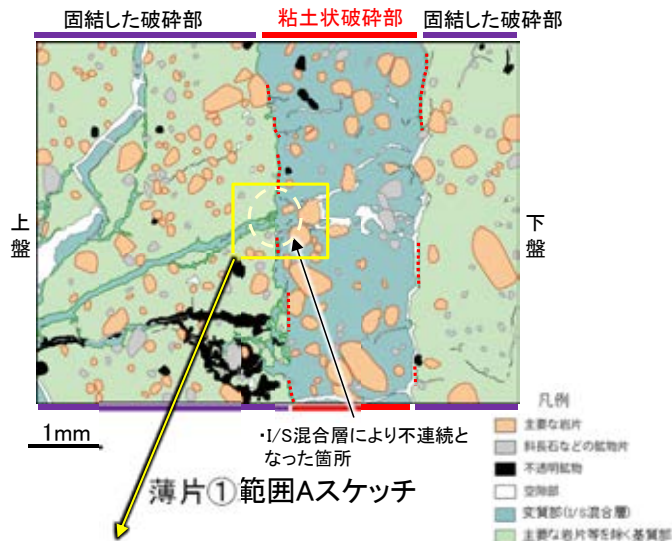 固結した破砕部
粘土状破砕部
固結した破砕部
上盤
下盤
1mm
・I/S混合層により不連続と
なった箇所
薄片①範囲Aスケッチ
凡例
主要な岩片
斜長石などの鉱物片
不透明鉱物
空隙部
変質部(I/S混合層)
主要な岩片等を除く基質部